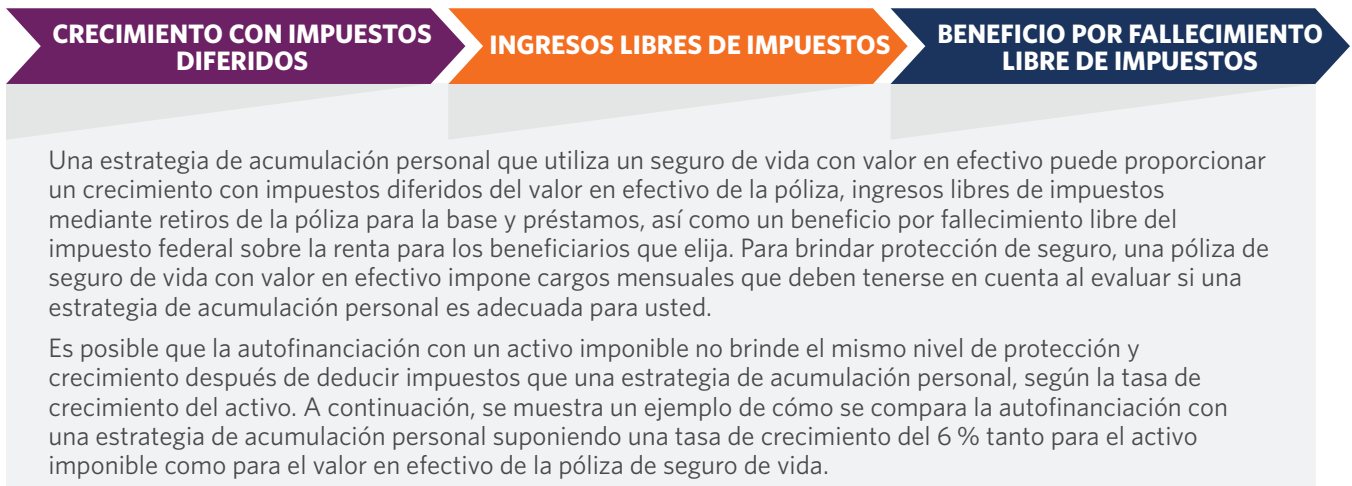 CRECIMIENTO CON IMPUESTOS
DIFERIDOS
INGRESOS LIBRES DE IMPUESTOS
BENEFICIO POR FALLECIMIENTO
LIBRE DE IMPUESTOS
Una estrategia de acumulación personal que utiliza un seguro de vida con valor en efectivo puede proporcionar
un crecimiento con impuestos diferidos del valor en efectivo de la póliza, ingresos libres de impuestos
mediante retiros de la póliza para la base y préstamos, así como un beneficio por fallecimiento libre del
impuesto federal sobre la renta para los beneficiarios que elija. Para brindar protección de seguro, una póliza de
seguro de vida con valor en efectivo impone cargos mensuales que deben tenerse en cuenta al evaluar si una
estrategia de acumulación personal es adecuada para usted.
Es posible que la autofinanciación con un activo imponible no brinde el mismo nivel de protección y
crecimiento después de deducir impuestos que una estrategia de acumulación personal, según la tasa de
crecimiento del activo. A continuación, se muestra un ejemplo de cómo se compara la autofinanciación con
una estrategia de acumulación personal suponiendo una tasa de crecimiento del 6 % tanto para el activo
imponible como para el valor en efectivo de la póliza de seguro de vida.